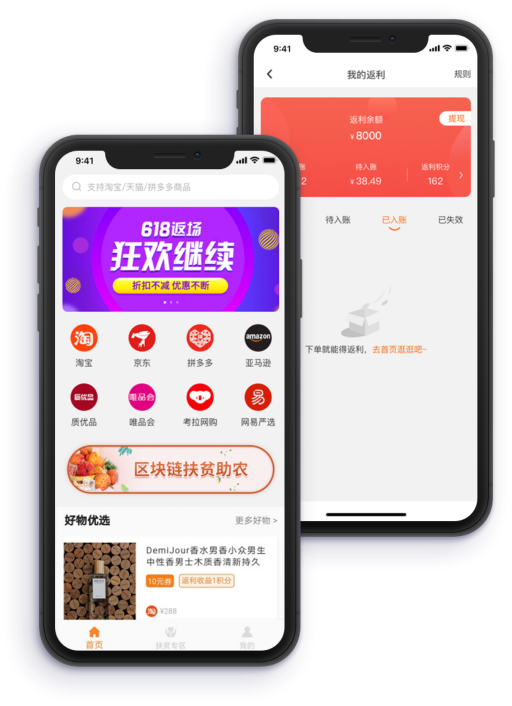 9:41
我的返利
规则
返利余额
提现
¥8000
账
待入账
返利积分
2
¥38.49
162
待入账
已入账
已失效
下单就能得返利，去首页逛逛吧~
9:41
支持淘宝/天猫/拼多多商品
618返场
狂欢继续
折扣不减 优惠不断
淘
amazon
淘宝
京东
拼多多
亚马逊
唯品会
易
质优品
唯品会
考拉网购
网易严选
区块链扶贫助农
好物优选
更多好物 >
DemiJour香水男香小众男生
中性香男士木质香清新持久
10元券
返利收益1积分
淘 ¥288
首页
扶贫专区
我的